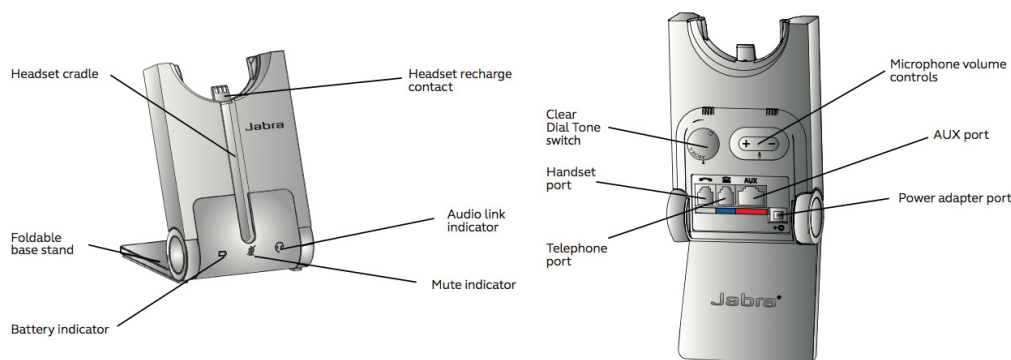 Headset cradle
Headset recharge
contact
Jabra
Foldable
base stand
Audio link
indicator
Mute indicator
Battery indicator
Microphone volume
controls
Clear
Dial Tone
switch
AUX port
Handset
port
AUX
Power adapter port
Telephone
port
Jabra